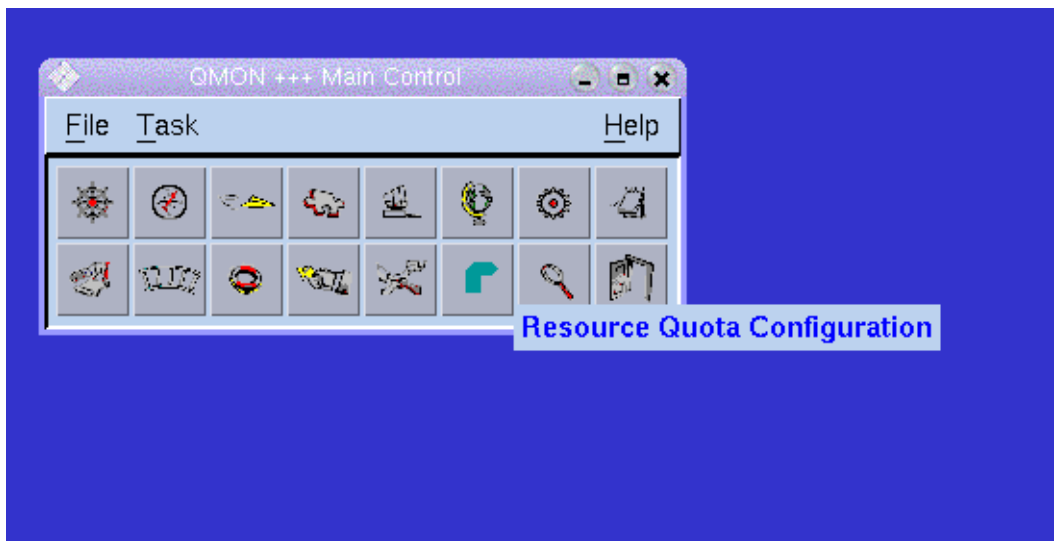 QMON +++ Main Control
File Task Help
Resource Quota Configuration